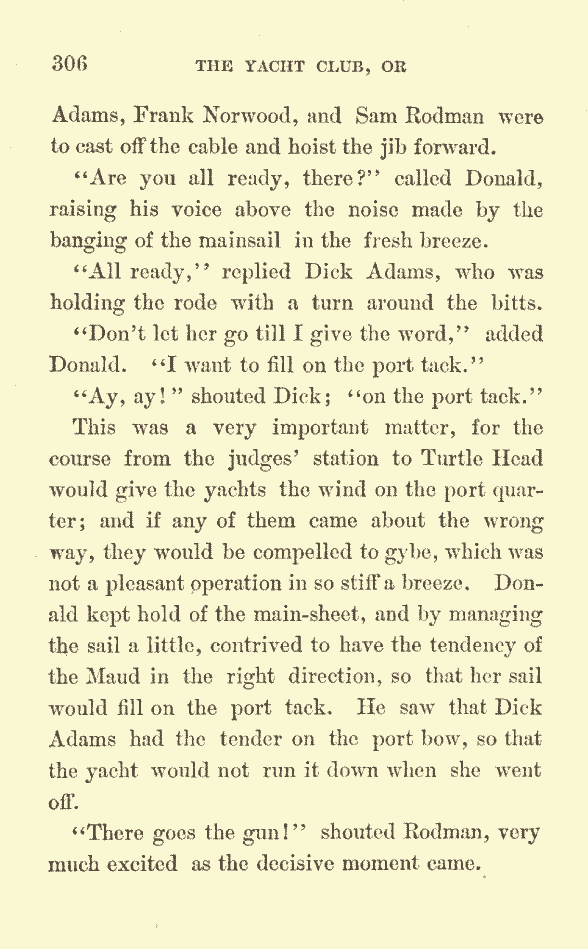 306 THE YACHT CLUB, OR
Adams, Frank Norwood, and Sam Rodman were
to cast off the cable and hoist the jib forward.
“Are you all ready, there?” called Donald,
raising his voice above the noise made by the
banging of the mainsail in the fresh breeze.
“All ready,” replied Dick Adams, who was
holding the rode with a turn around the bitts.
“Don’t let her go till I give the word,” added
Donald. “I want to fill on the port tack.”
“Ay, ay!” shouted Dick; “on the port tack.”
This was a very important matter, for the
course from the judges’ station to Turtle Head
would give the yachts the wind on the port quar-
ter; and if any of them came about the wrong
way, they would be compelled to gybe, which was
not a pleasant operation in so stiff a breeze. Don-
ald kept hold of the main-sheet, and by managing
the sail a little, contrived to have the tendency of
the Maud in the right direction, so that her sail
would fill on the port tack. He saw that Dick
Adams had the tender on the port bow, so that
the yacht would not run it down when she went
off.
“There goes the gun!” shouted Rodman, very
much excited as the decisive moment came.